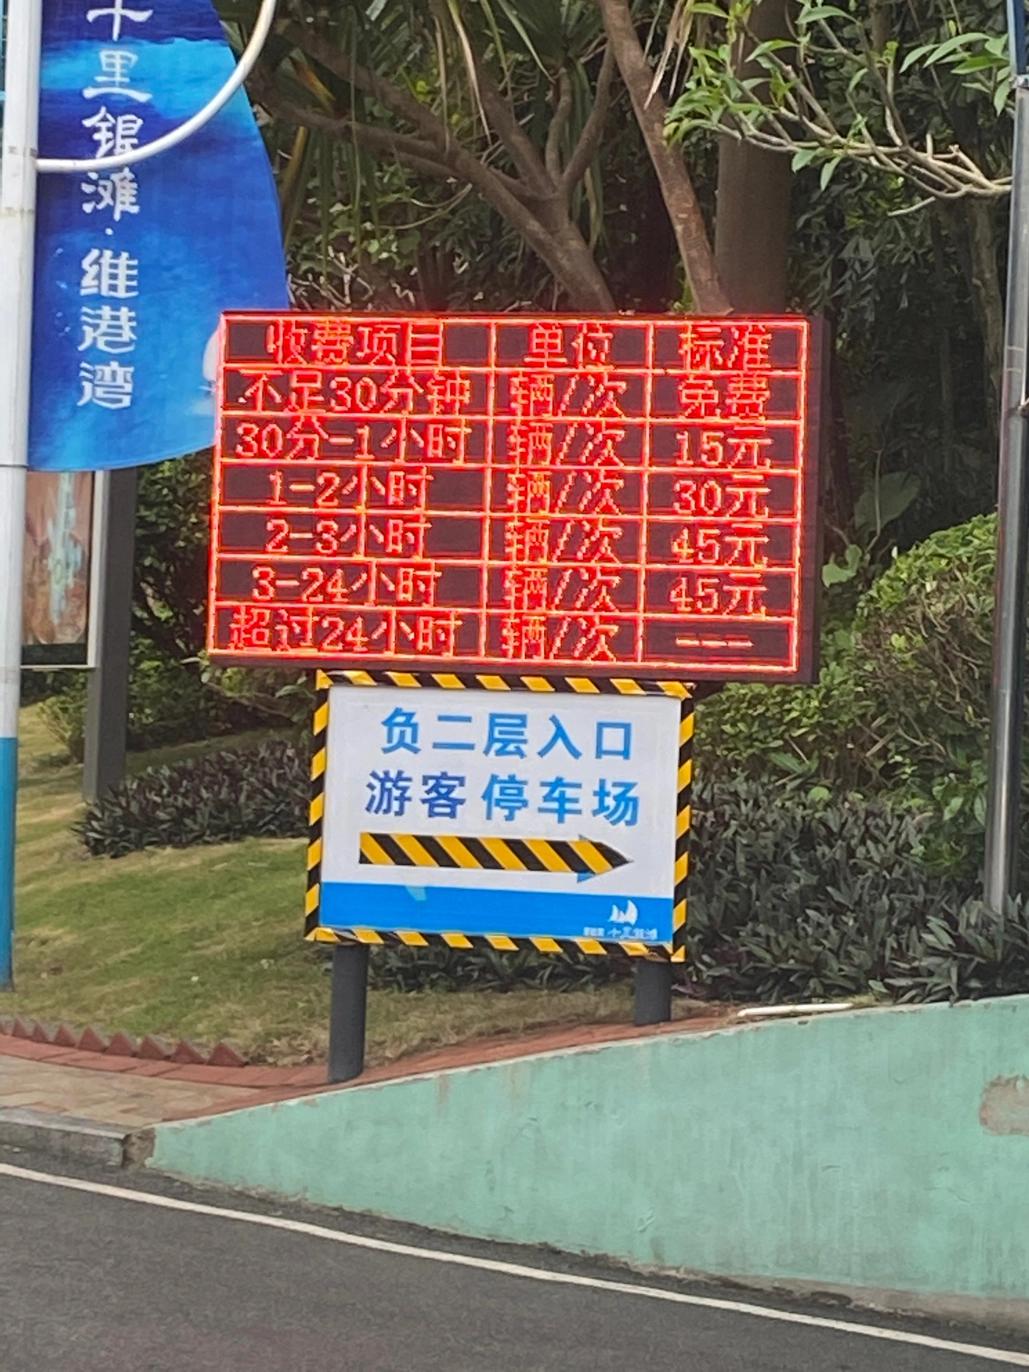 十里银滩·维港湾
收费项目 单位 标准
不足30分钟 辆/次 免费
30分-1小时 辆/次 15元
1-2小时 辆/次 30元
2-3小时 辆/次 45元
3-24小时 辆/次 45元
超过24小时 辆/次 ---
负二层入口
游客停车场
十里银滩